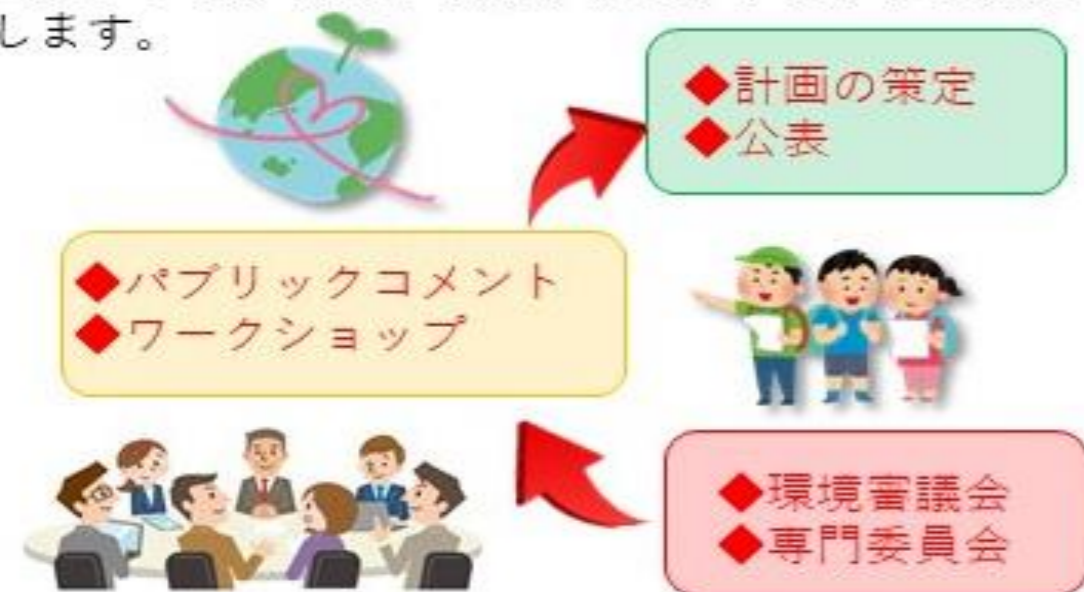 します。
◆計画の策定
◆公表
◆パブリックコメント
◆ワークショップ
◆環境審議会
◆専門委員会